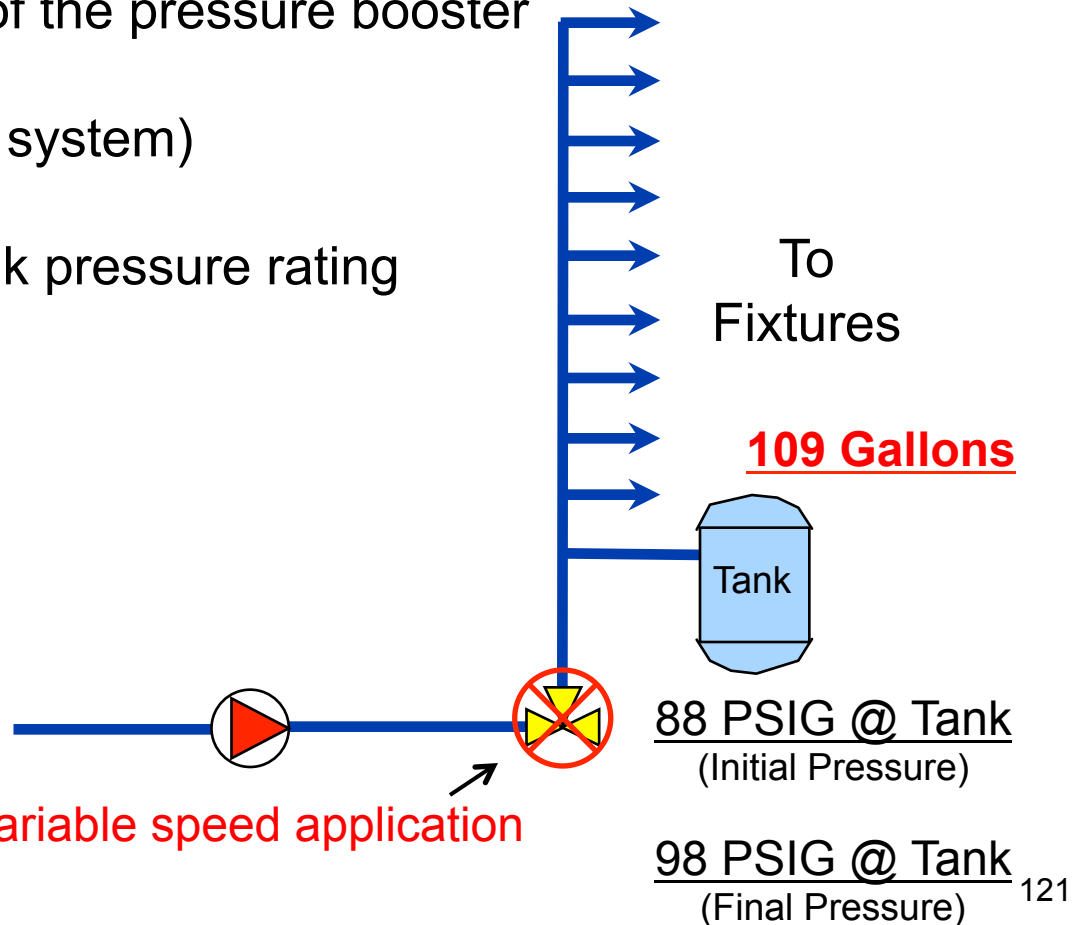 of the pressure booster
system)
k pressure rating
To
Fixtures
109 Gallons
Tank
88 PSIG @ Tank
(Initial Pressure)
ariable speed application
98 PSIG @ Tank
(Final Pressure)
121